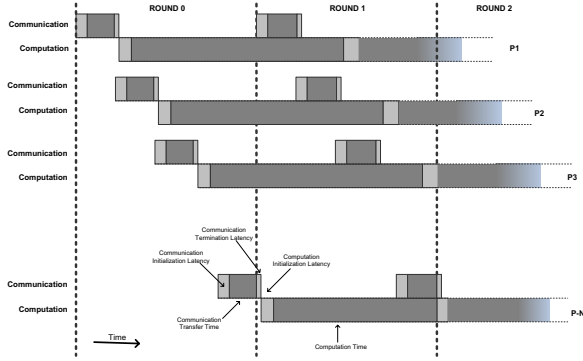 ROUND 0 ROUND 1 ROUND 2
Communication
Computation
P1
Communication
Computation
P2
Communication
Computation
P3
Communication
Termination Latency
Communication
Initialization Latency
Computation
Initialization Latency
Communication
Computation
P-N
Communication
Transfer Time
Time
Computation Time